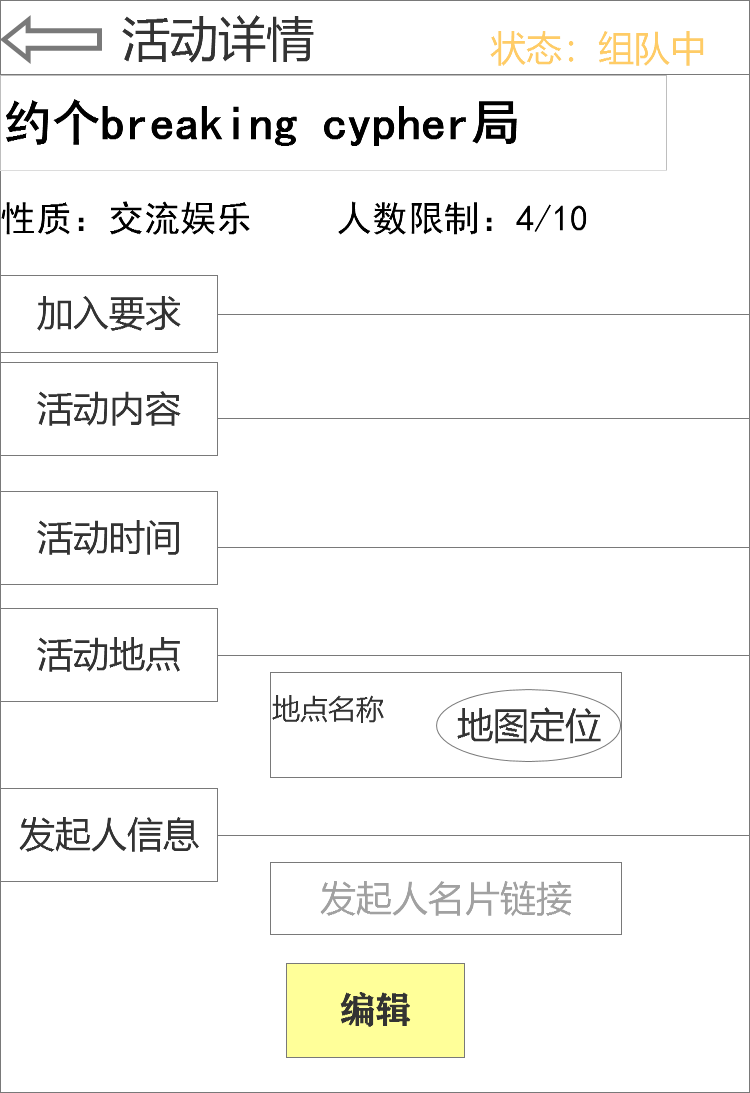 活动详情
状态：组队中
约个breaking cypher局
性质：交流娱乐 人数限制：4/10
加入要求
活动内容
活动时间
活动地点
地点名称
地图定位
发起人信息
发起人名片链接
编辑